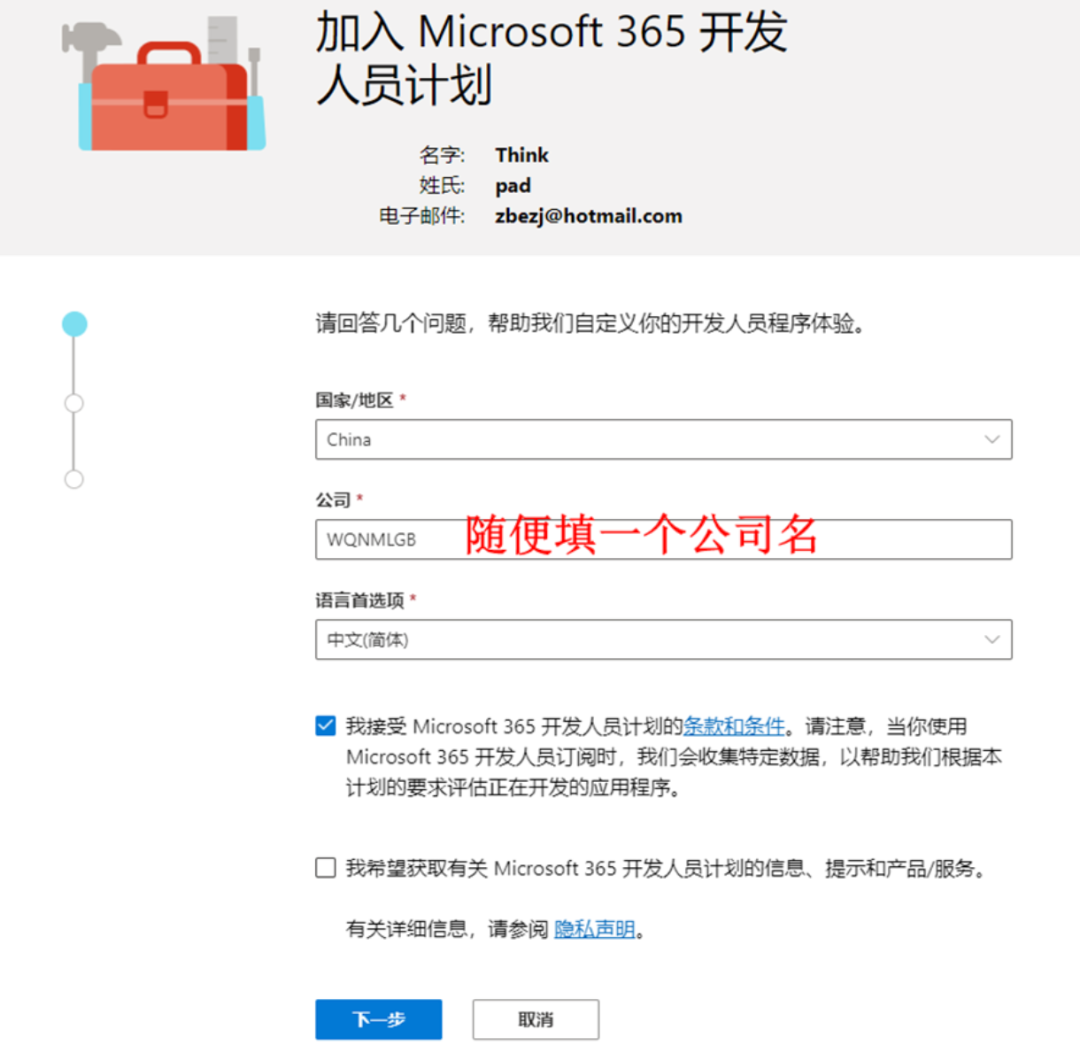 加入 Microsoft 365 开发
人员计划
名字: Think
姓氏: pad
电子邮件: zbezj@hotmail.com
请回答几个问题，帮助我们自定义你的开发人员程序体验。
国家/地区 *
China
公司 *
WQNMLGB 随便填一个公司名
语言首选项 *
中文(简体)
我接受 Microsoft 365 开发人员计划的条款和条件。请注意，当你使用
Microsoft 365 开发人员订阅时，我们会收集特定数据，以帮助我们根据本
计划的要求评估正在开发的应用程序。
我希望获取有关 Microsoft 365 开发人员计划的信息、提示和产品/服务。
有关详细信息，请参阅 隐私声明。
下一步 取消